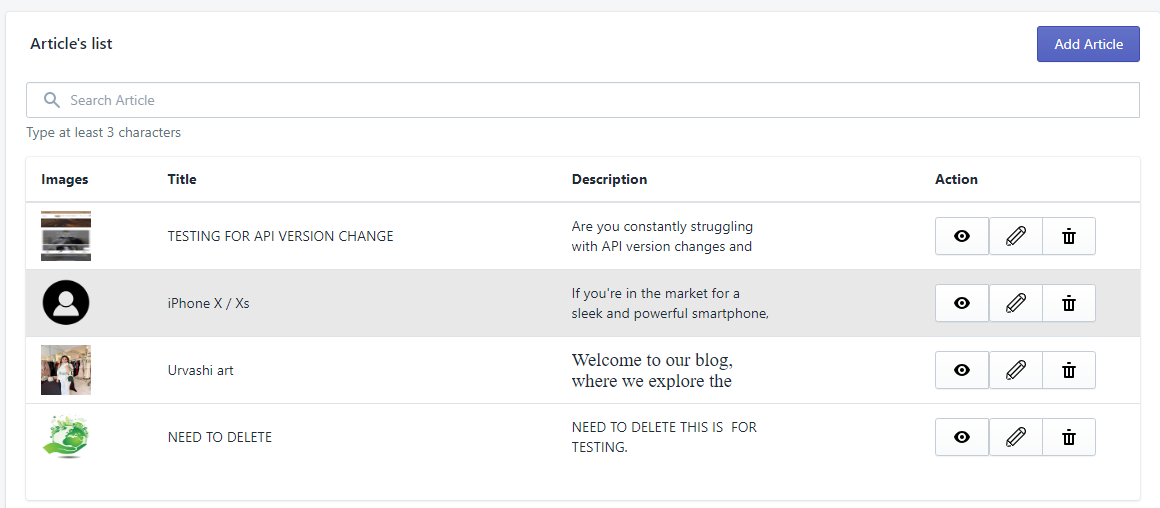 Article's list
Add Article
Search Article
Type at least 3 characters
Images Title Description Action
TESTING FOR API VERSION CHANGE
Are you constantly struggling
with API version changes and
iPhone X / Xs
If you're in the market for a
sleek and powerful smartphone,
Urvashi art
Welcome to our blog,
where we explore the
NEED TO DELETE
NEED TO DELETE THIS IS  FOR
TESTING.